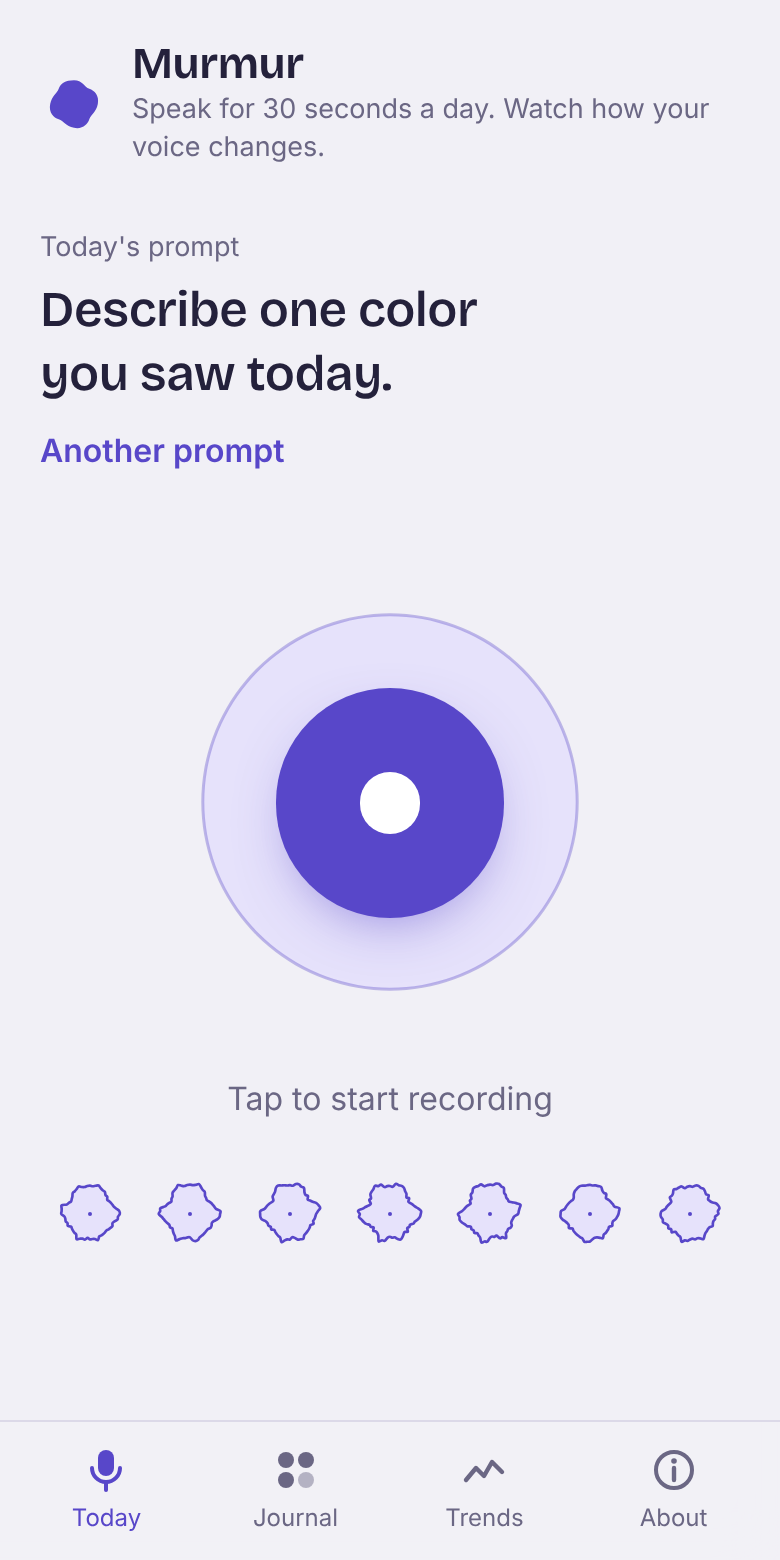 Murmur
Speak for 30 seconds a day. Watch how your
voice changes.
Today's prompt
Describe one color
you saw today.
Another prompt
Tap to start recording
Today
Journal
Trends
About